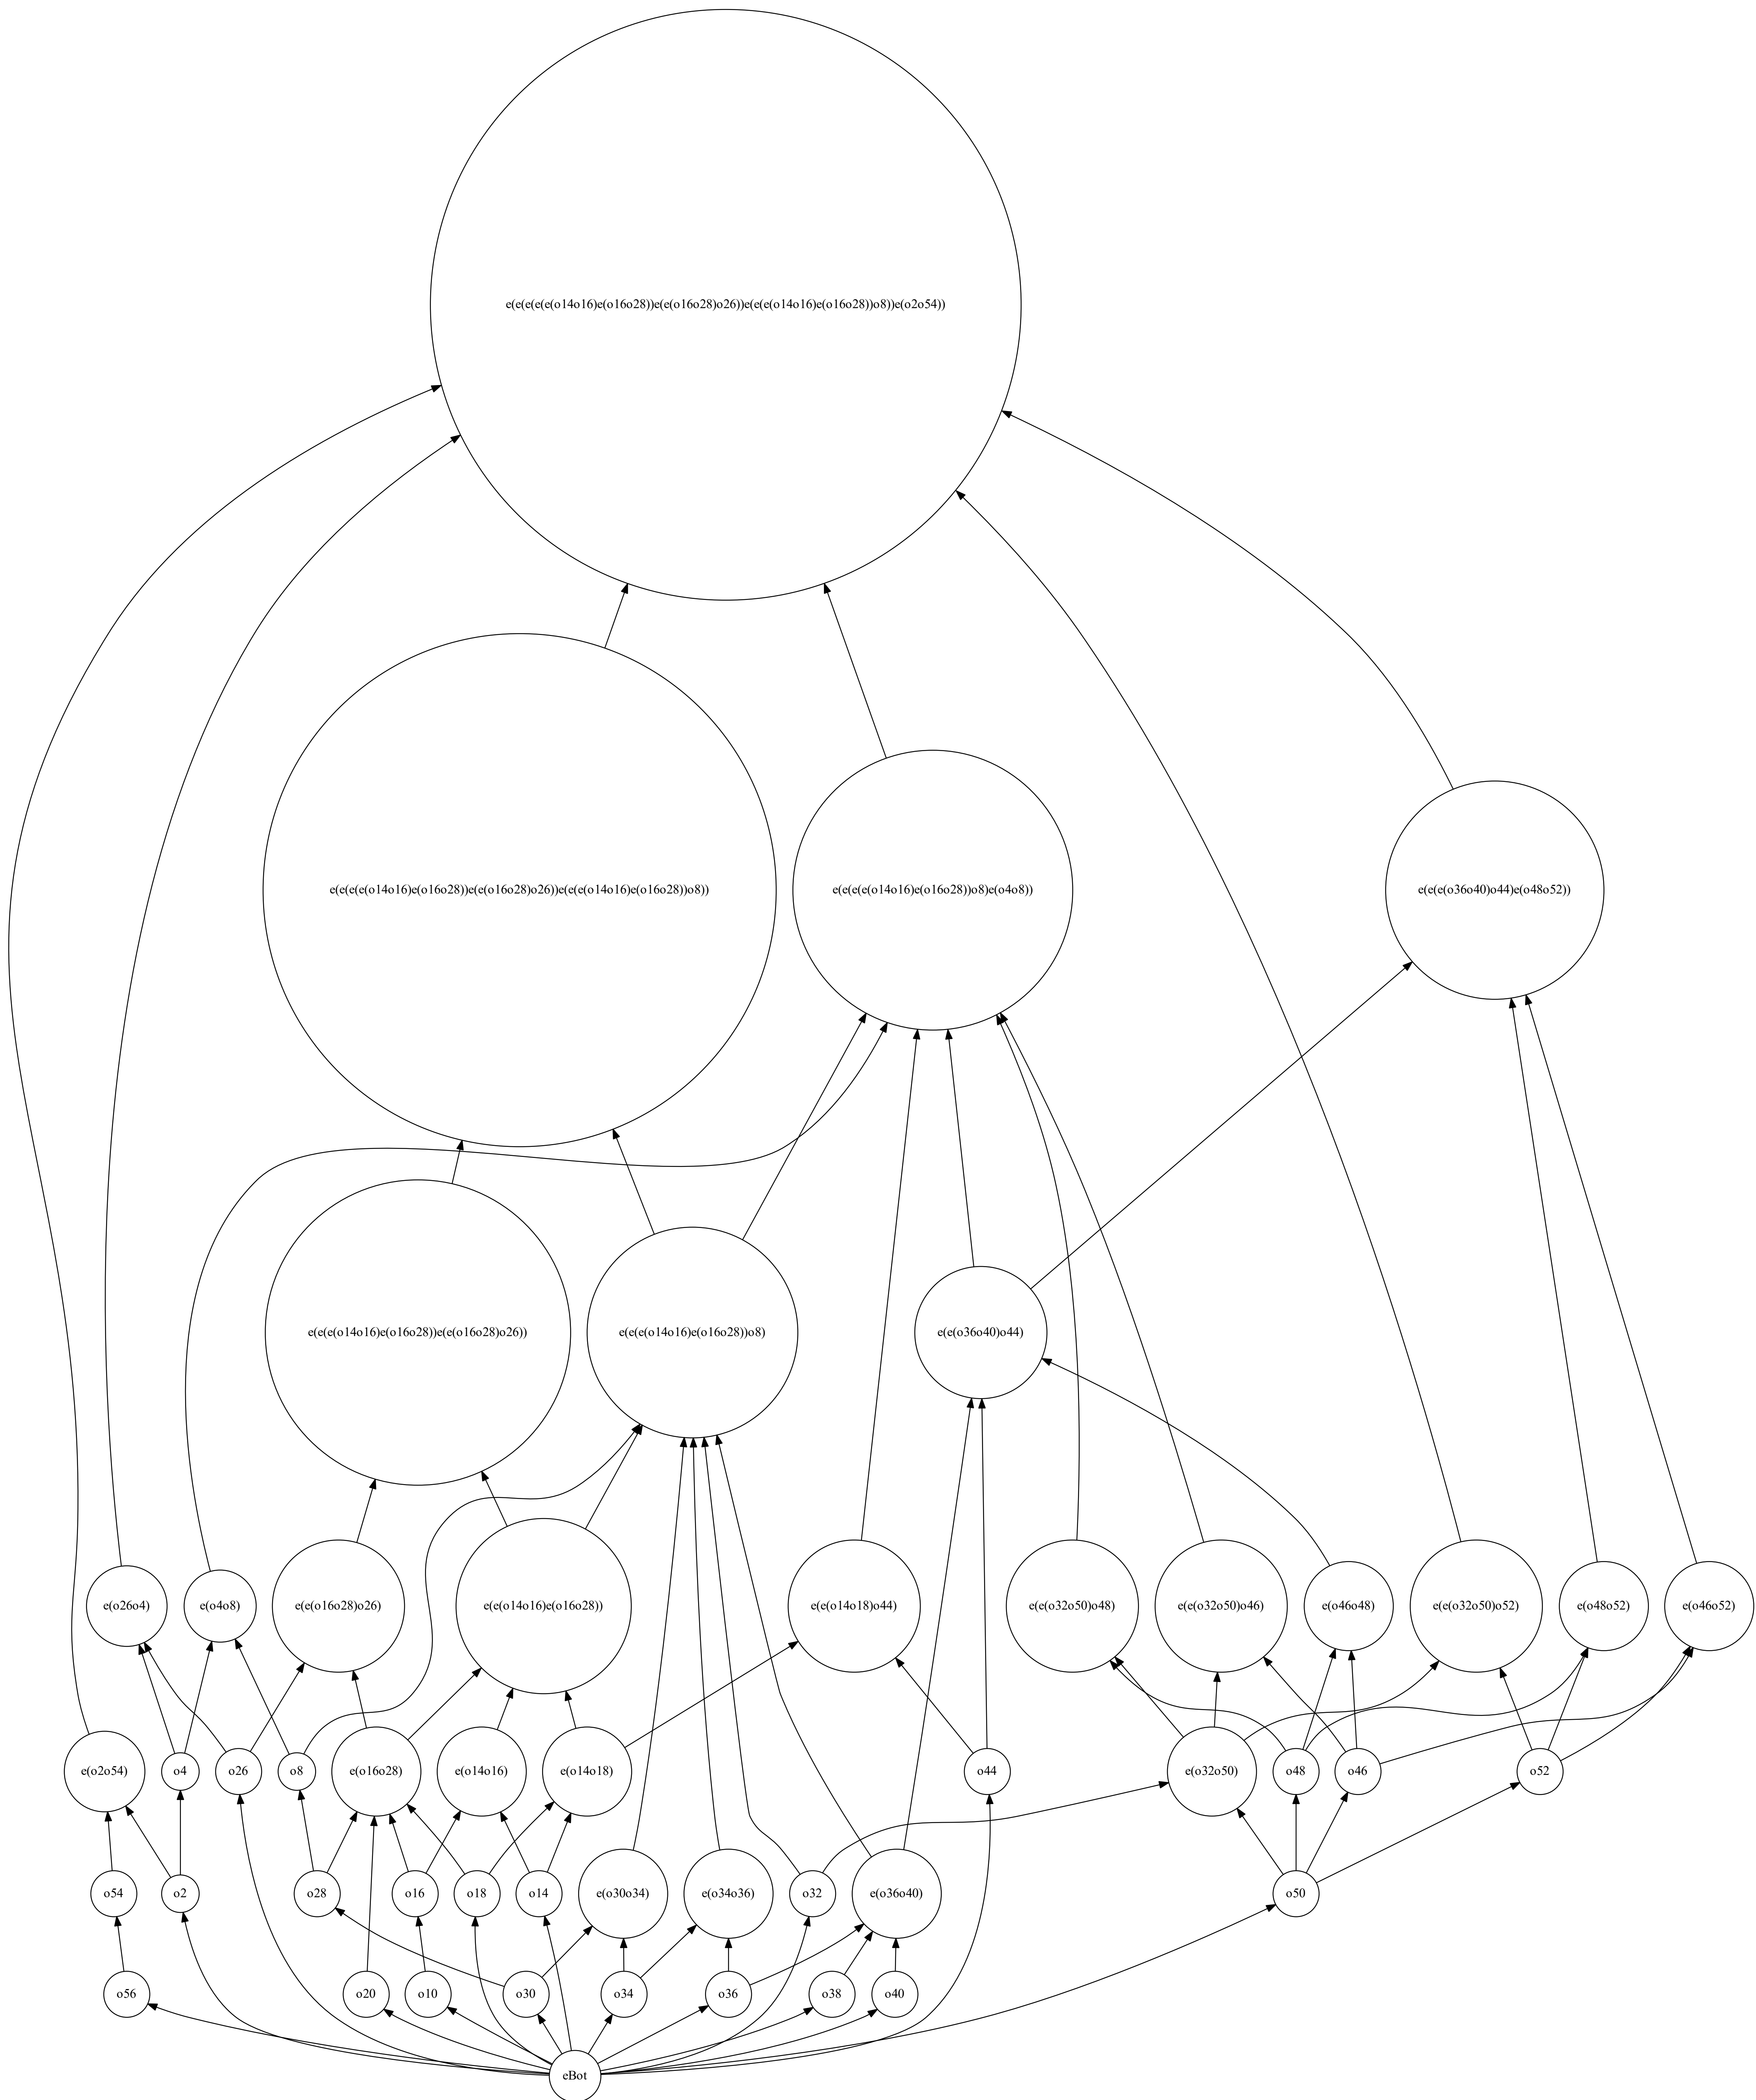 e(e(e(e(e(o14o16)e(o16o28))e(e(o16o28)o26))e(e(e(o14o16)e(o16o28))o8))e(o2o54))
e(e(e(e(o14o16)e(o16o28))e(e(o16o28)o26))e(e(e(o14o16)e(o16o28))o8))
e(e(e(e(o14o16)e(o16o28))o8)e(o4o8))
e(e(e(o36o40)o44)e(o48o52))
e(e(e(o14o16)e(o16o28))e(e(o16o28)o26))
e(e(e(o14o16)e(o16o28))o8)
e(e(o36o40)o44)
e(o26o4)
e(o4o8)
e(e(o16o28)o26)
e(e(o14o16)e(o16o28))
e(e(o14o18)o44)
e(e(o32o50)o48)
e(e(o32o50)o46)
e(o46o48)
e(e(o32o50)o52)
e(o48o52)
e(o46o52)
e(o2o54)
o4
o26
o8
e(o16o28)
e(o14o16)
e(o14o18)
o44
e(o32o50)
o48
o46
o52
o54
o2
o28
o16
o18
o14
e(o30o34)
e(o34o36)
o32
e(o36o40)
o50
o56
o20
o10
o30
o34
o36
o38
o40
eBot